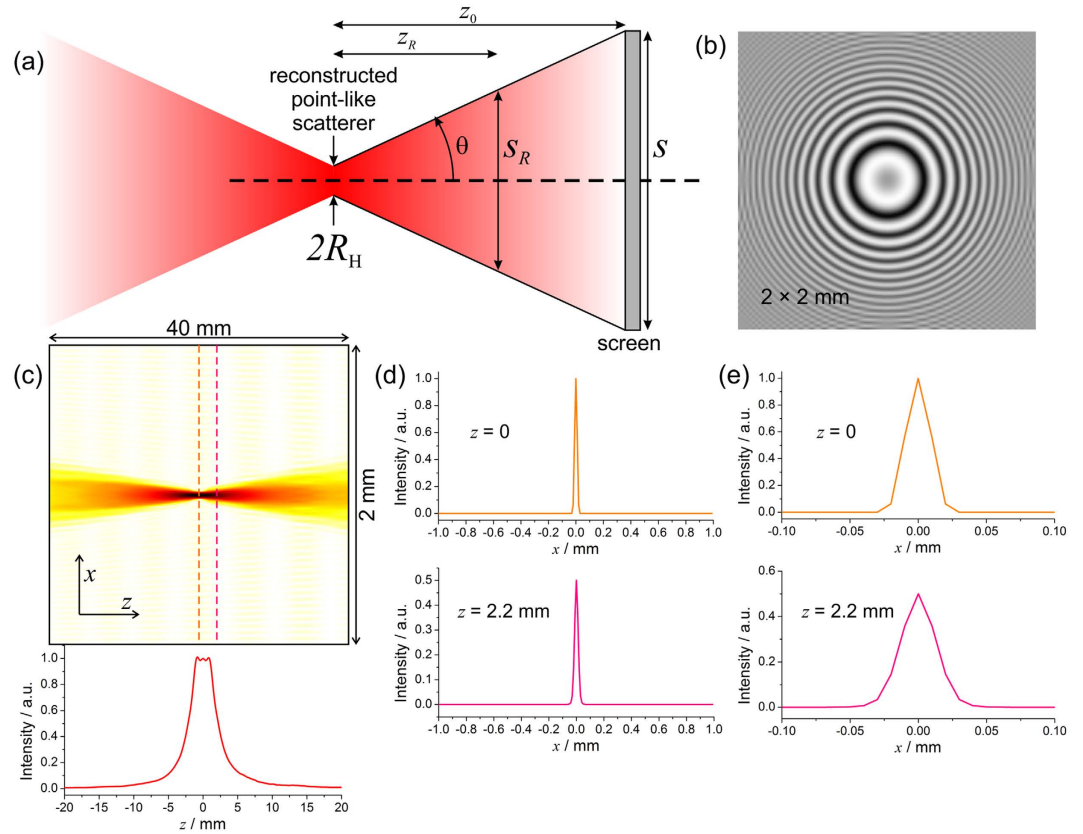 (a)
z0
zR
reconstructed
point-like
scatterer
θ
sR
s
2RH
screen
(b)
2 × 2 mm
(c)
40 mm
2 mm
x
z
Intensity / a.u.
1.0
0.8
0.6
0.4
0.2
0.0
-20 -15 -10 -5 0 5 10 15 20
z / mm
(d)
Intensity / a.u.
1.0
0.8
0.6
0.4
0.2
0.0
z = 0
-1.0 -0.8 -0.6 -0.4 -0.2 0.0 0.2 0.4 0.6 0.8 1.0
x / mm
Intensity / a.u.
0.5
0.4
0.3
0.2
0.1
0.0
z = 2.2 mm
-1.0 -0.8 -0.6 -0.4 -0.2 0.0 0.2 0.4 0.6 0.8 1.0
x / mm
(e)
Intensity / a.u.
1.0
0.8
0.6
0.4
0.2
0.0
z = 0
-0.10 -0.05 0.00 0.05 0.10
x / mm
Intensity / a.u.
0.6
0.4
0.2
0.0
z = 2.2 mm
-0.10 -0.05 0.00 0.05 0.10
x / mm